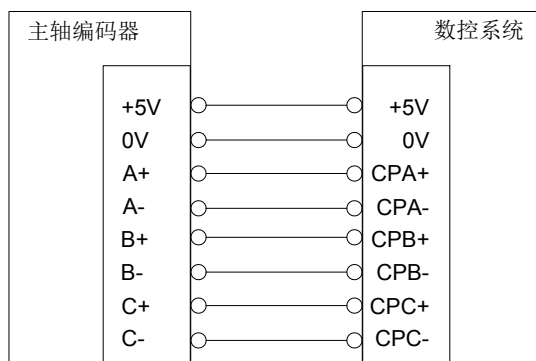 主轴编码器 数控系统
+5V +5V
0V 0V
A+ CPA+
A- CPA-
B+ CPB+
B- CPB-
C+ CPC+
C- CPC-